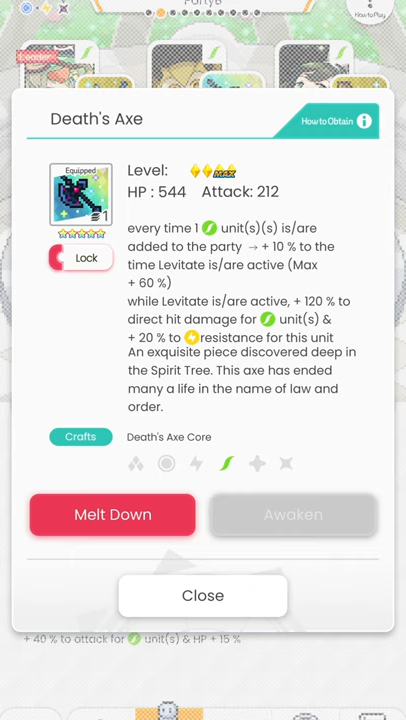 Party6
How to Play
Leader
Death's Axe
How to Obtain i
Equipped
1
Level: MAX
HP : 544 Attack: 212
Lock
every time 1 unit(s)(s) is/are
added to the party → + 10 % to the
time Levitate is/are active (Max
+ 60 %)
while Levitate is/are active, + 120 % to
direct hit damage for unit(s) &
+ 20 % to resistance for this unit
An exquisite piece discovered deep in
the Spirit Tree. This axe has ended
many a life in the name of law and
order.
Crafts Death's Axe Core
Melt Down Awaken
Close
+ 40 % to attack for unit(s) & HP + 15 %